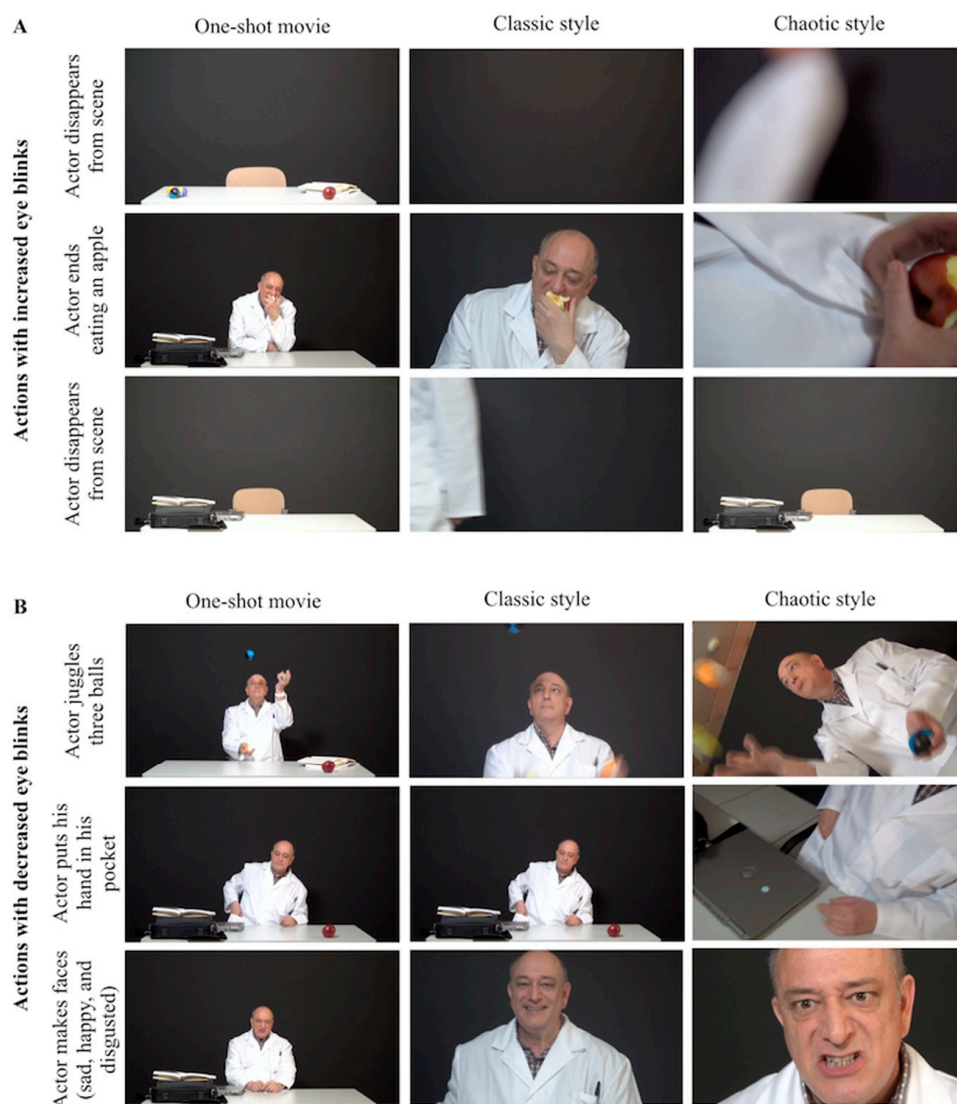 A
One-shot movie
Classic style
Chaotic style
Actions with increased eye blinks
Actor disappears
from scene
Actor ends
eating an apple
Actor disappears
from scene
B
One-shot movie
Classic style
Chaotic style
Actions with decreased eye blinks
Actor juggles
three balls
Actor puts his
hand in his
pocket
Actor makes faces
(sad, happy, and
disgusted)